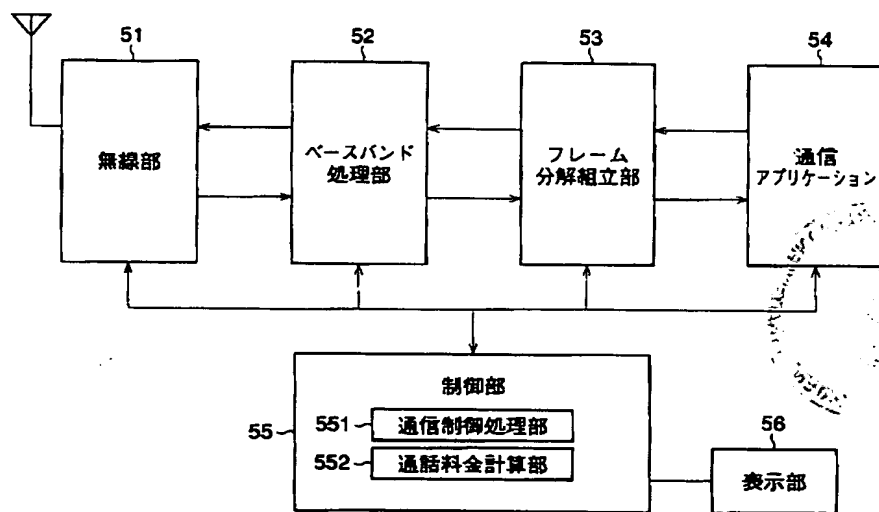 51
52
53
54
無線部
ベースバンド
処理部
フレーム
分解組立部
通信
アプリケーション
制御部
55
551
通信制御処理部
552
通話料金計算部
56
表示部